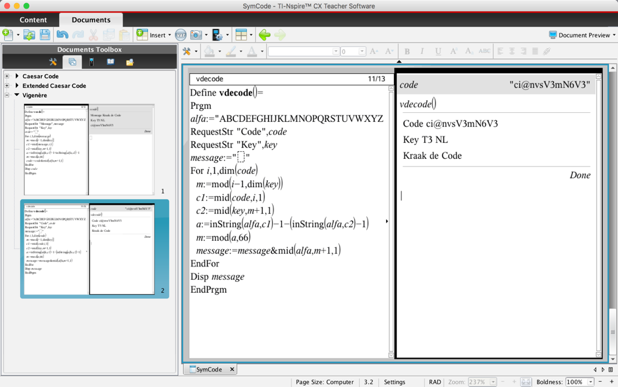 SymCode - TI-Nspire™ CX Teacher Software
Content
Documents
Insert
Document Preview
Documents Toolbox
Caesar Code
Extended Caesar Code
Vigenère
1
2
0
B I U A A ABC
vdecode 11/13
Define vdecode()=
Prgm
alfa:="ABCDEFGHIJKLMNOPQRSTUVWXYZ
RequestStr "Code",code
RequestStr "Key",key
message:=" "
For i,1,dim(code)
m:=mod(i−1,dim(key))
c1:=mid(code,i,1)
c2:=mid(key,m+1,1)
a:=inString(alfa,c1)−1−(inString(alfa,c2)−1)
m:=mod(a,66)
message:=message&mid(alfa,m+1,1)
EndFor
Disp message
EndPrgm
code "ci@nvsV3mN6V3"
vdecode()
Code ci@nvsV3mN6VV3
Key T3 NL
Kraak de Code
Done
SymCode
Page Size: Computer 3.2 Settings RAD Zoom: 237% Boldness: 100%